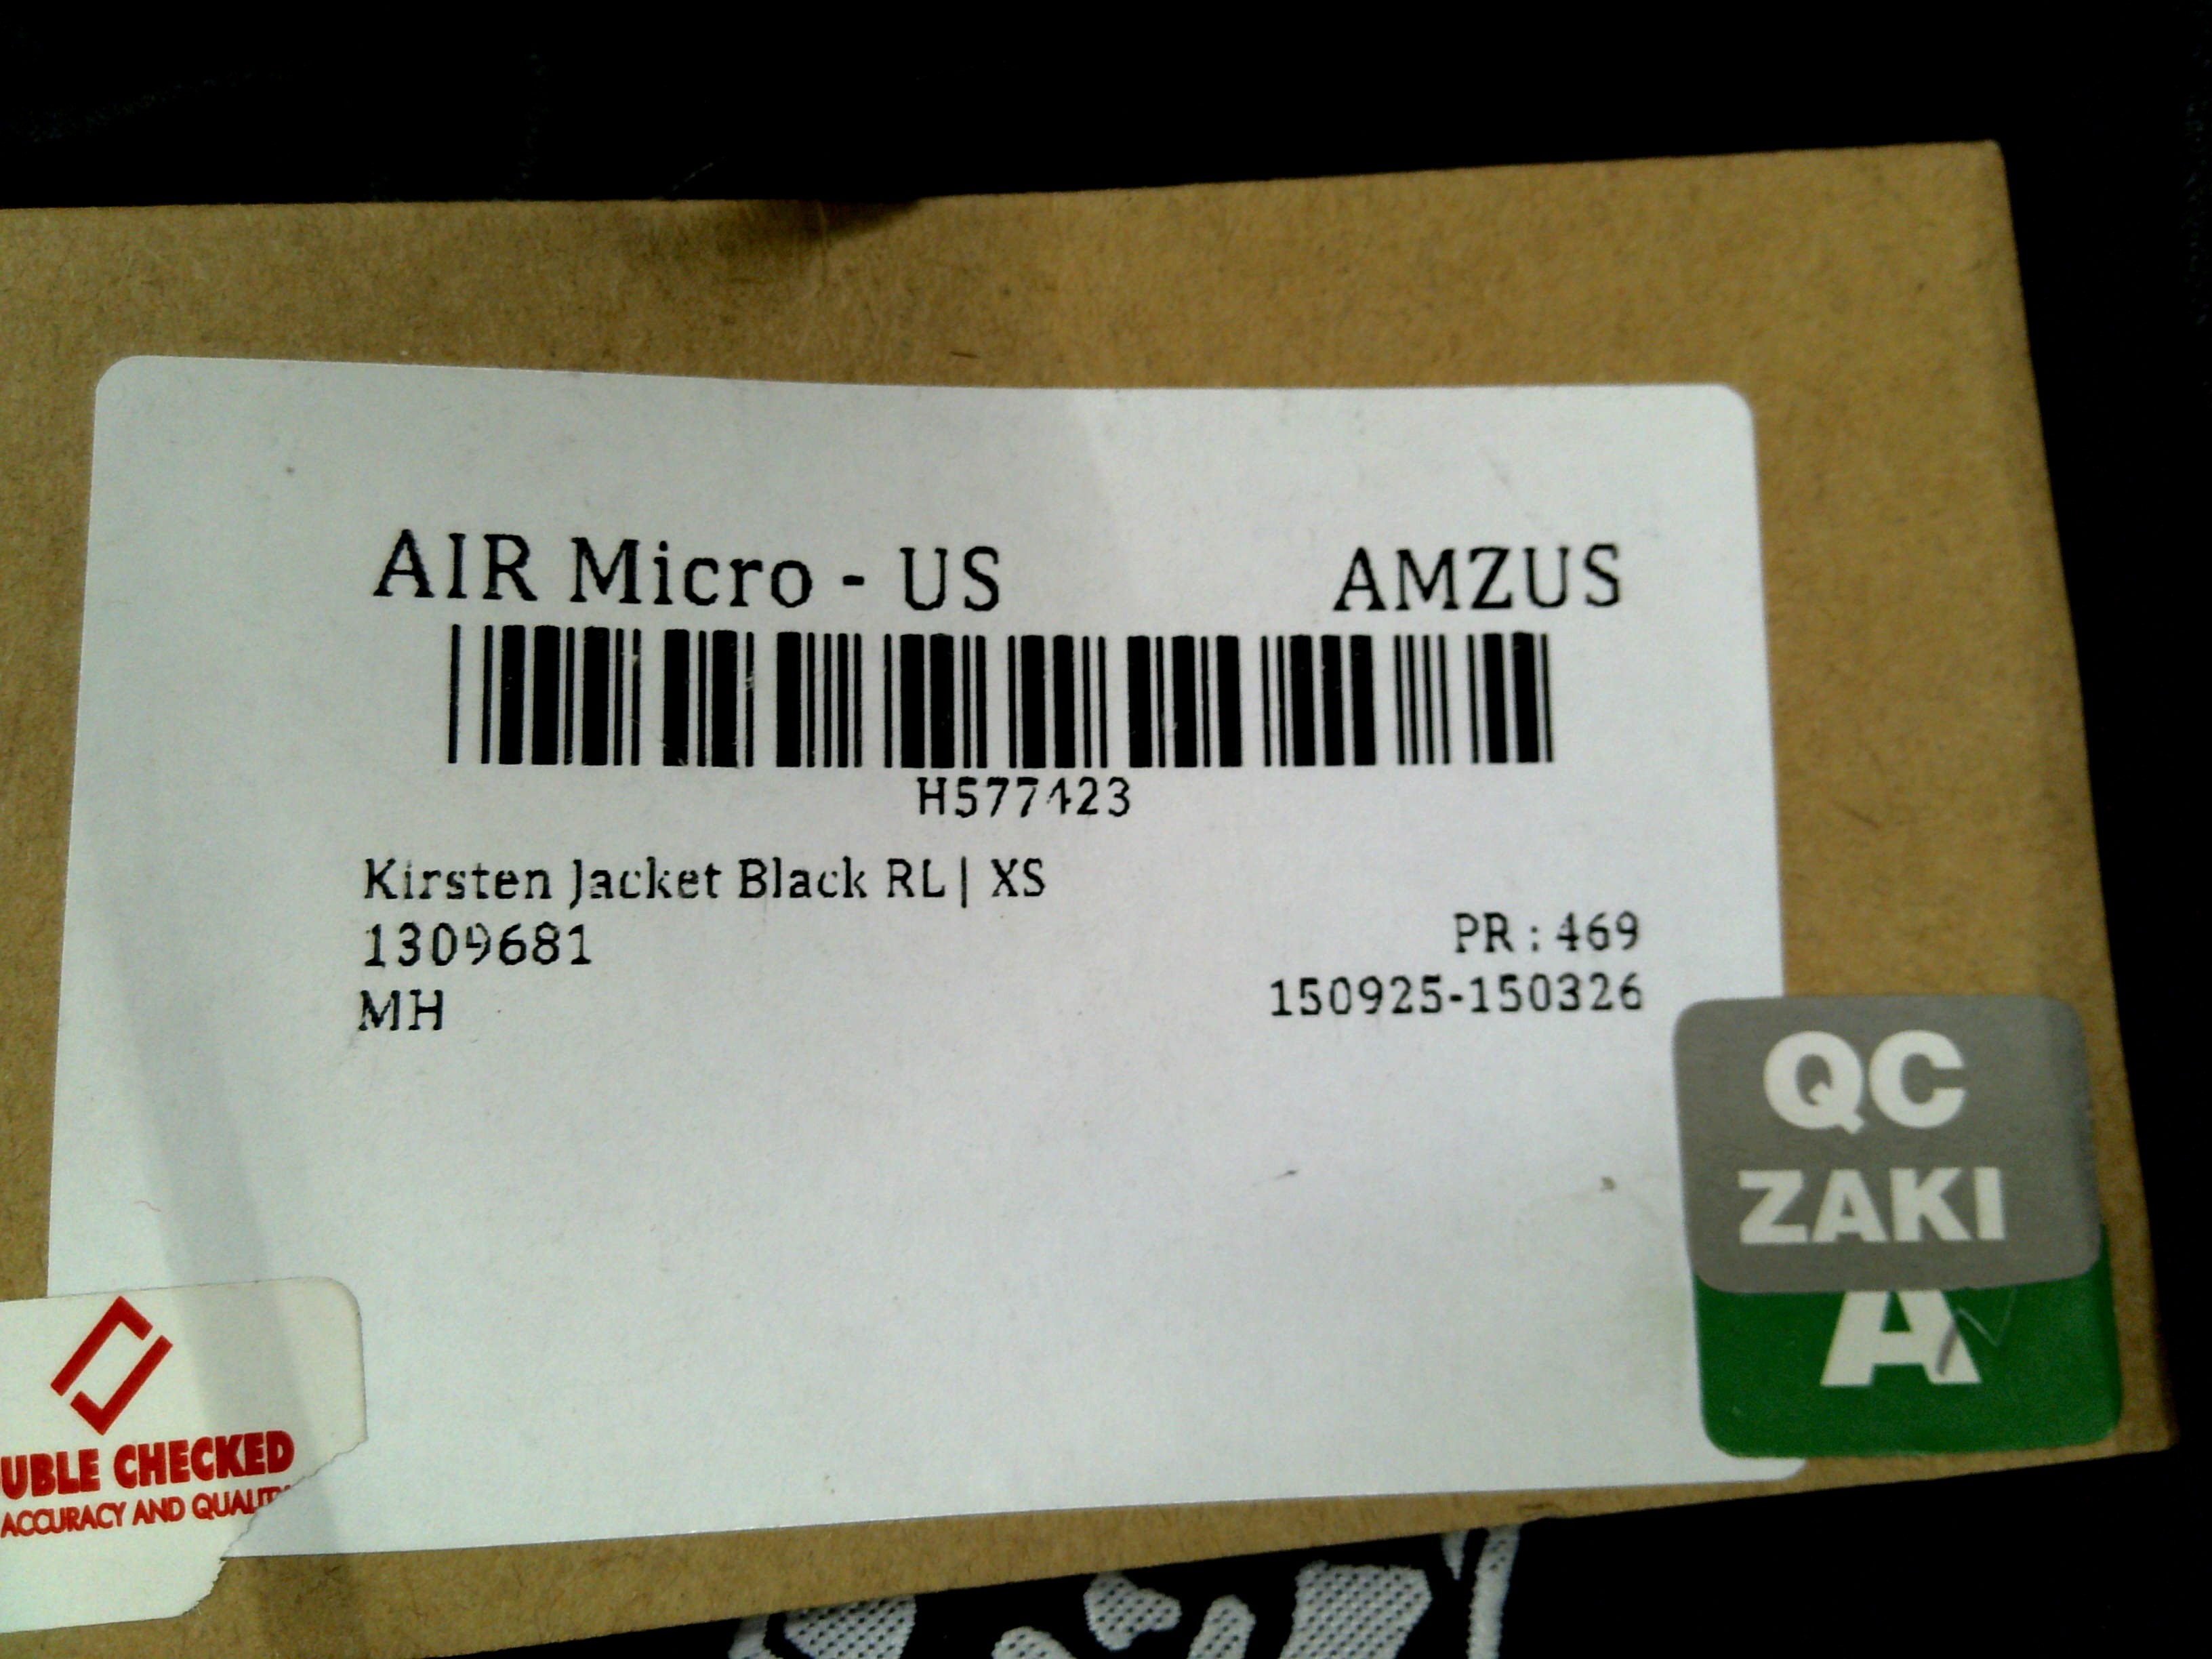 AIR Micro - US AMZUS
H577423
Kirsten Jacket Black RL | XS
1309681
PR : 469
MH
150925-150326
QC
ZAKI
A
UBLE CHECKED
ACCURACY AND QUALITY